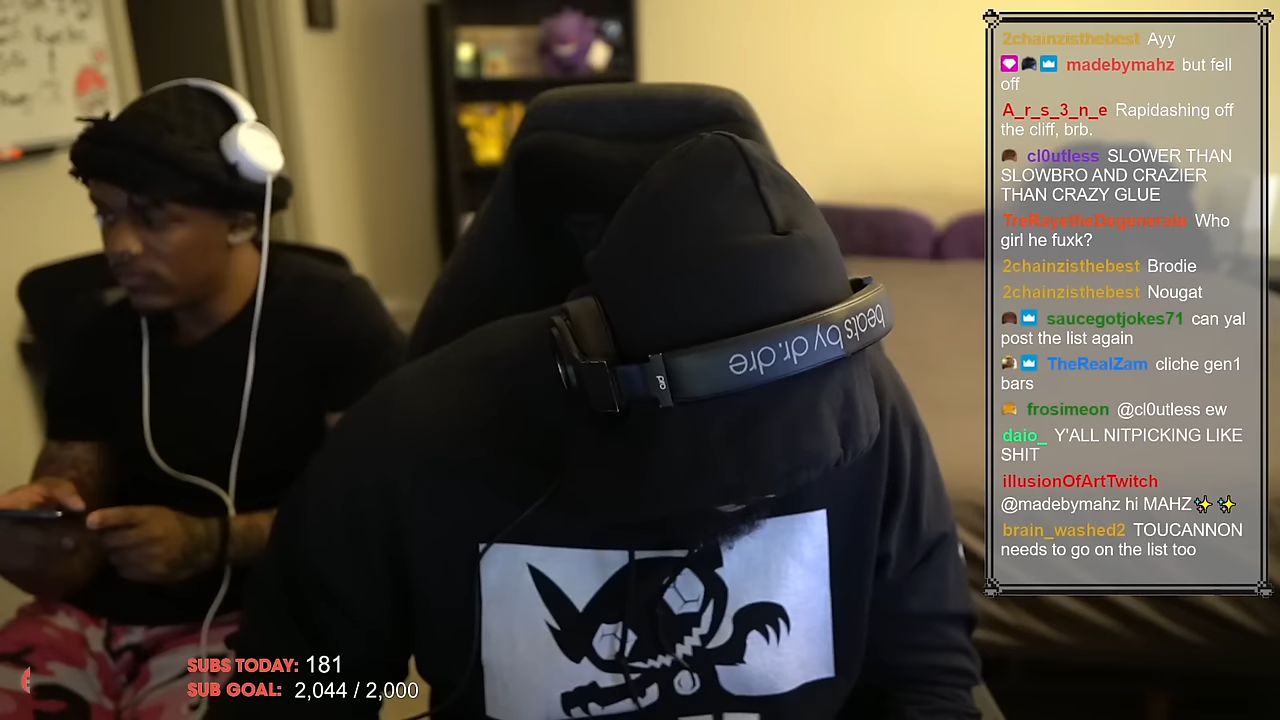 2chainzisthebest Ayy
madebymahz but fell
off
A_r_s_3_n_e Rapidashing off
the cliff, brb.
cl0utless SLOWER THAN
SLOWBRO AND CRAZIER
THAN CRAZY GLUE
TreRayetheDegenerate Who
girl he fuxk?
2chainzisthebest Brodie
2chainzisthebest Nougat
saucegotjokes71 can yal
post the list again
TheRealZam cliche gen1
bars
frosimeon @cl0utless ew
daio_ Y'ALL NITPICKING LIKE
SHIT
illusionOfArtTwitch
@madebymahz hi MAHZ✨ ✨
brain_washed2 TOUCANNON
needs to go on the list too
beats by dr.dre
pro
SUBS TODAY: 181
SUB GOAL: 2,044 / 2,000